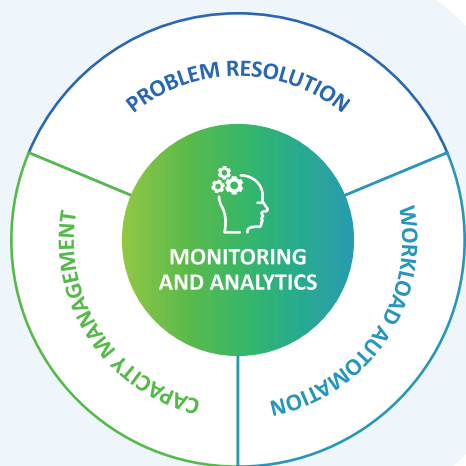 PROBLEM RESOLUTION
MONITORING
AND ANALYTICS
CAPACITY MANAGEMENT
WORKLOAD AUTOMATION